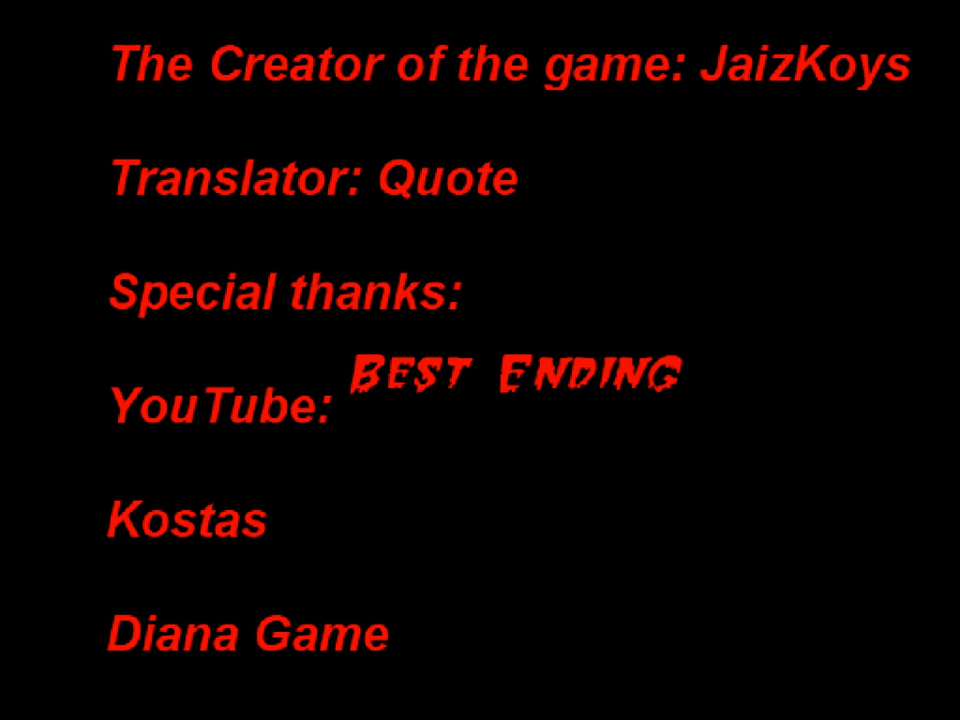 The Creator of the game: JaizKoys
Translator: Quote
Special thanks:
Best Ending
YouTube:
Kostas
Diana Game